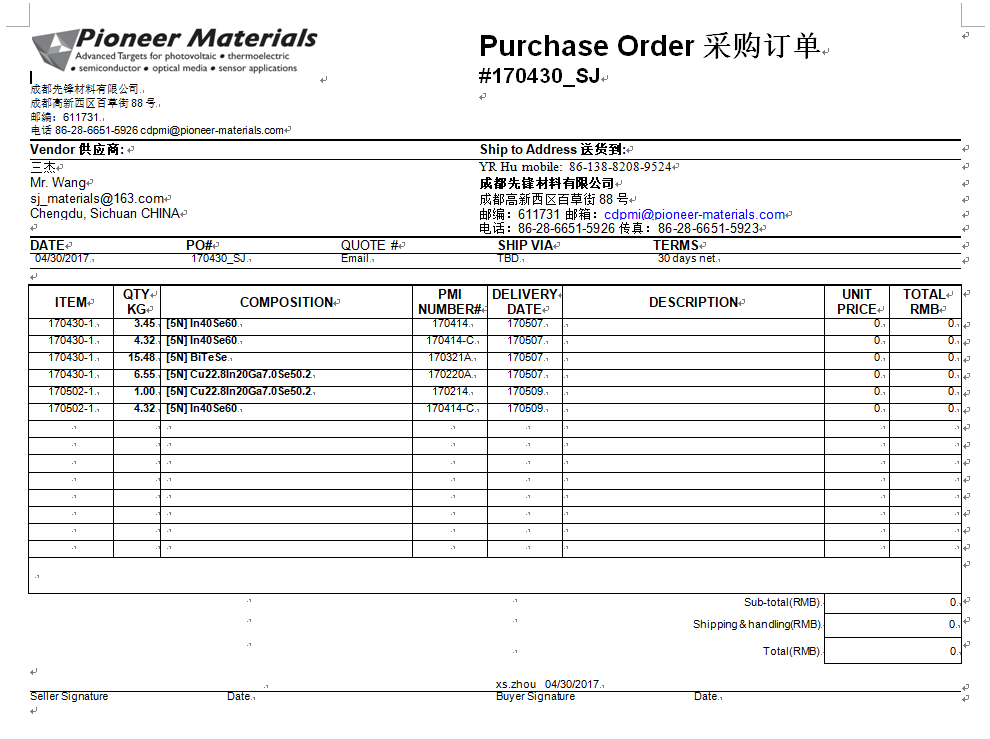 Pioneer Materials
Advanced Targets for photovoltaic • thermoelectric
• semiconductor • optical media • sensor applications
Purchase Order 采购订单
#170430_SJ
成都先锋材料有限公司
成都高新西区百草街 88 号
邮编：611731
电话 86-28-6651-5926 cdpmi@pioneer-materials.com
Vendor 供应商:
三杰
Mr. Wang
sj_materials@163.com
Chengdu, Sichuan CHINA
Ship to Address 送货到:
YR Hu mobile: 86-138-8208-9524
成都先锋材料有限公司
成都高新西区百草街 88 号
邮编：611731 邮箱：cdpmi@pioneer-materials.com
电话：86-28-6651-5926 传真：86-28-6651-5923
DATE PO# QUOTE # SHIP VIA TERMS
04/30/2017 170430_SJ Email TBD 30 days net
ITEM QTY KG COMPOSITION PMI NUMBER# DELIVERY DATE DESCRIPTION UNIT PRICE TOTAL RMB
170430-1 3.45 [5N] In40Se60 170414 170507 0 0
170430-1 4.32 [5N] In40Se60 170414-C 170507 0 0
170430-1 15.48 [5N] BiTeSe 170321A 170507 0 0
170430-1 6.55 [5N] Cu22.8In20Ga7.0Se50.2 170220A 170507 0 0
170502-1 1.00 [5N] Cu22.8In20Ga7.0Se50.2 170214 170509 0 0
170502-1 4.32 [5N] In40Se60 170414-C 170509 0 0
Sub-total(RMB) 0
Shipping & handling(RMB) 0
Total(RMB) 0
xs.zhou 04/30/2017
Seller Signature Date Buyer Signature Date